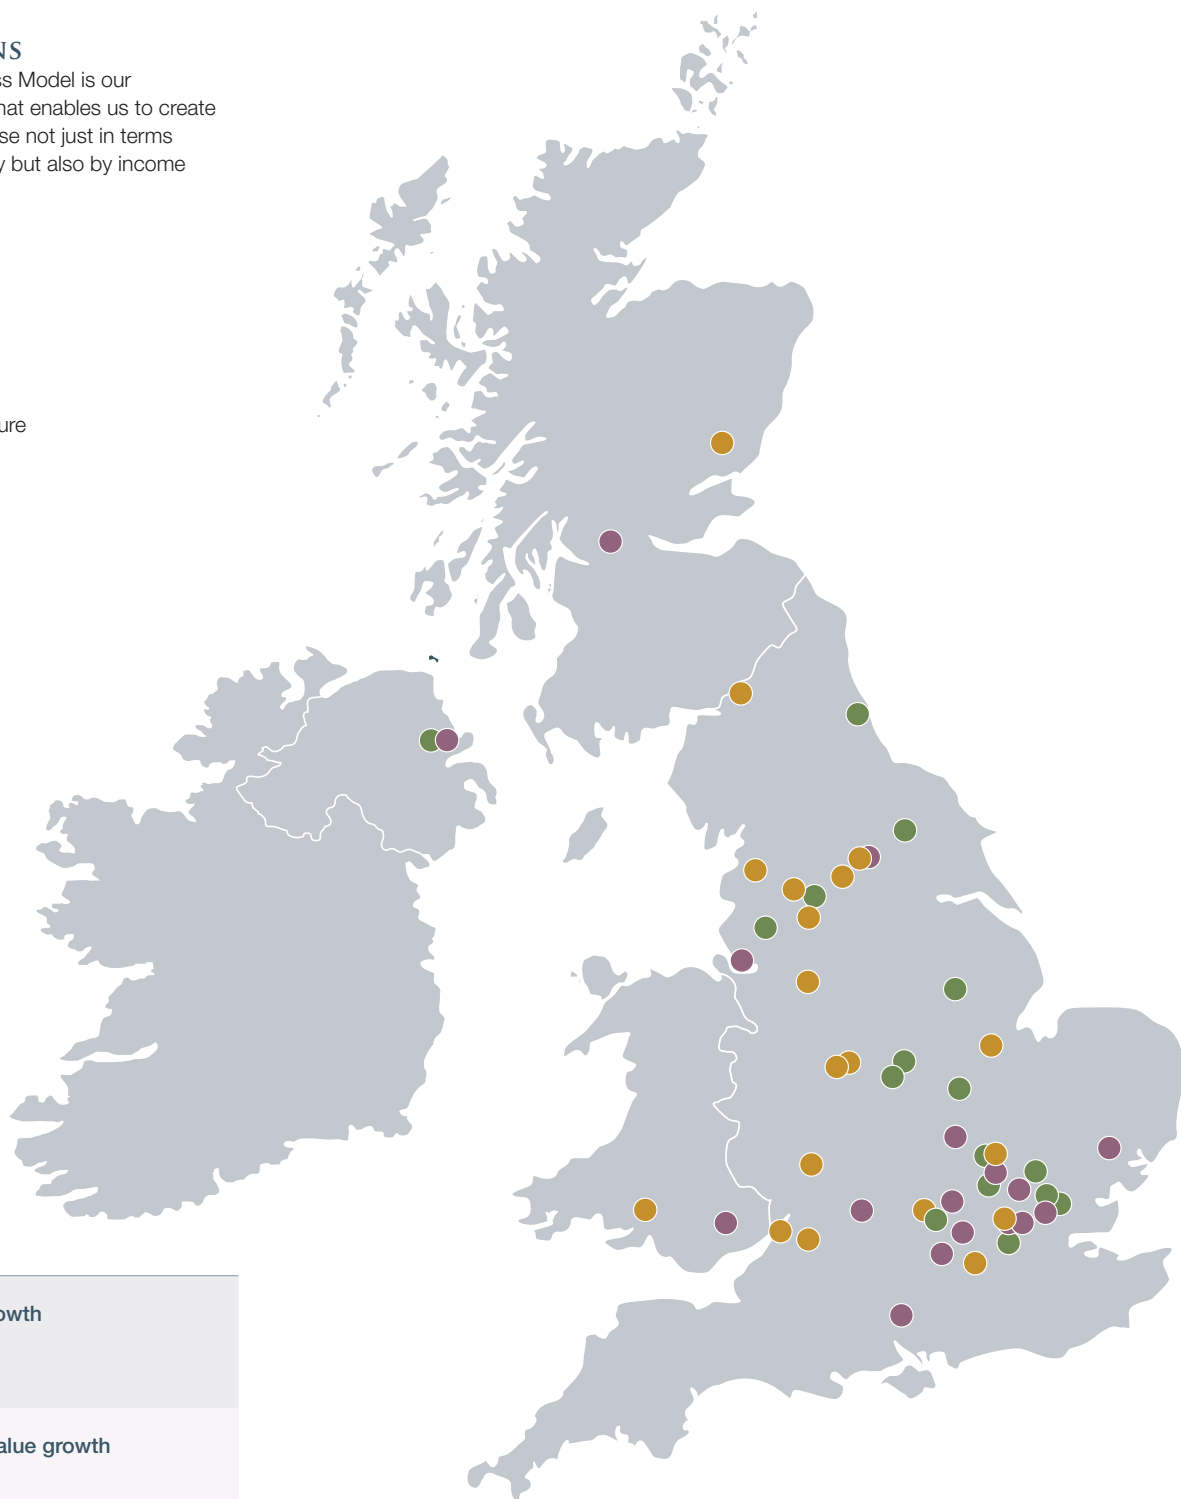 NS
ss Model is our
hat enables us to create
se not just in terms
y but also by income
ure
owth
alue growth